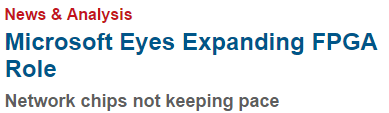 News & Analysis
Microsoft Eyes Expanding FPGA
Role
Network chips not keeping pace